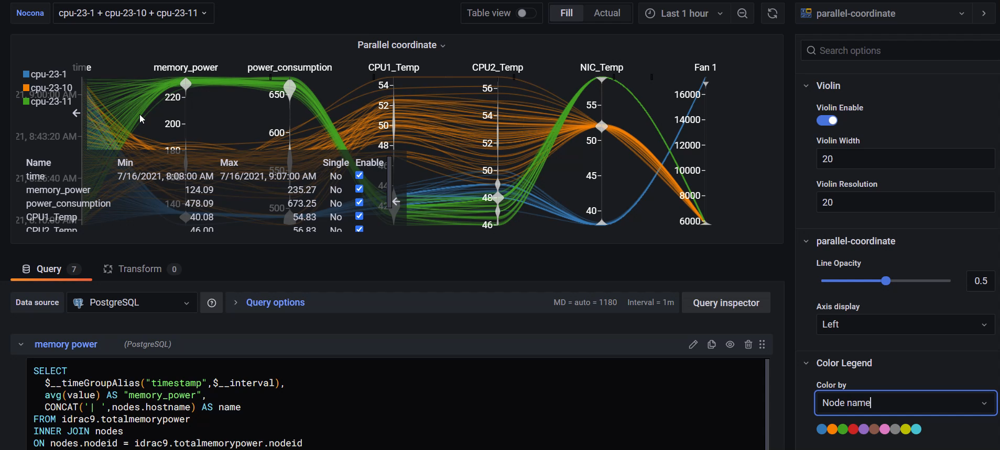 Nocona
cpu-23-1 + cpu-23-10 + cpu-23-11
Table view
Fill
Actual
Last 1 hour
parallel-coordinate
Parallel coordinate
time
memory_power
power_consumption
CPU1_Temp
CPU2_Temp
NIC_Temp
Fan 1
cpu-23-1
cpu-23-10
cpu-23-11
21, 9:00:00 AM
21, 8:43:20 AM
21, 8:26:40 AM
21, 8:10:00 AM
220
200
180
160
140
650
600
550
500
54
52
50
48
46
44
42
56
54
52
50
48
46
55
50
45
40
16000
14000
12000
10000
8000
6000
Name Min Max Single Enable
time 7/16/2021, 8:08:00 AM 7/16/2021, 9:07:00 AM No
memory_power 124.09 235.27 No
power_consumption 478.09 673.25 No
CPU1_Temp 40.08 54.83 No
CPU2_Temp 46.00 56.83 No
Query 7
Transform 0
Data source
PostgreSQL
Query options
MD = auto = 1180
Interval = 1m
Query inspector
memory power (PostgreSQL)
SELECT
$__timeGroupAlias("timestamp",$__interval),
avg(value) AS "memory_power",
CONCAT('| ',nodes.hostname) AS name
FROM idrac9.totalmemorypower
INNER JOIN nodes
ON nodes.nodeid = idrac9.totalmemorypower.nodeid
Search options
Violin
Violin Enable
Violin Width
20
Violin Resolution
20
parallel-coordinate
Line Opacity
0.5
Axis display
Left
Color Legend
Color by
Node name